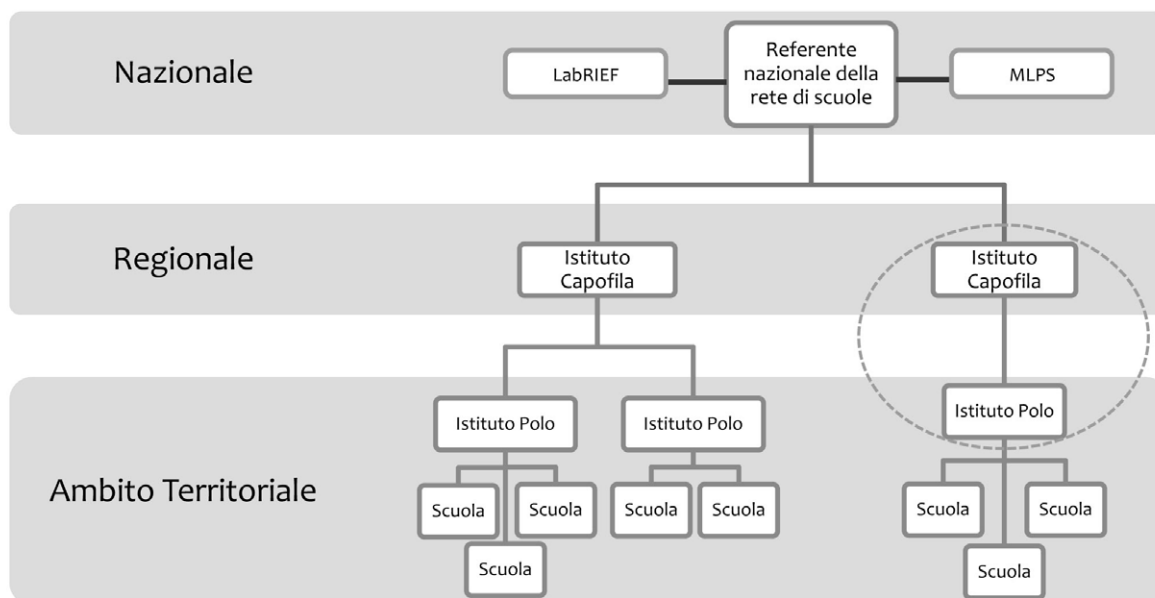 Nazionale
LabRIEF
Referente
nazionale della
rete di scuole
MLPS
Regionale
Istituto
Capofila
Istituto
Capofila
Ambito Territoriale
Istituto Polo
Istituto Polo
Istituto Polo
Scuola
Scuola
Scuola
Scuola
Scuola
Scuola
Scuola
Scuola